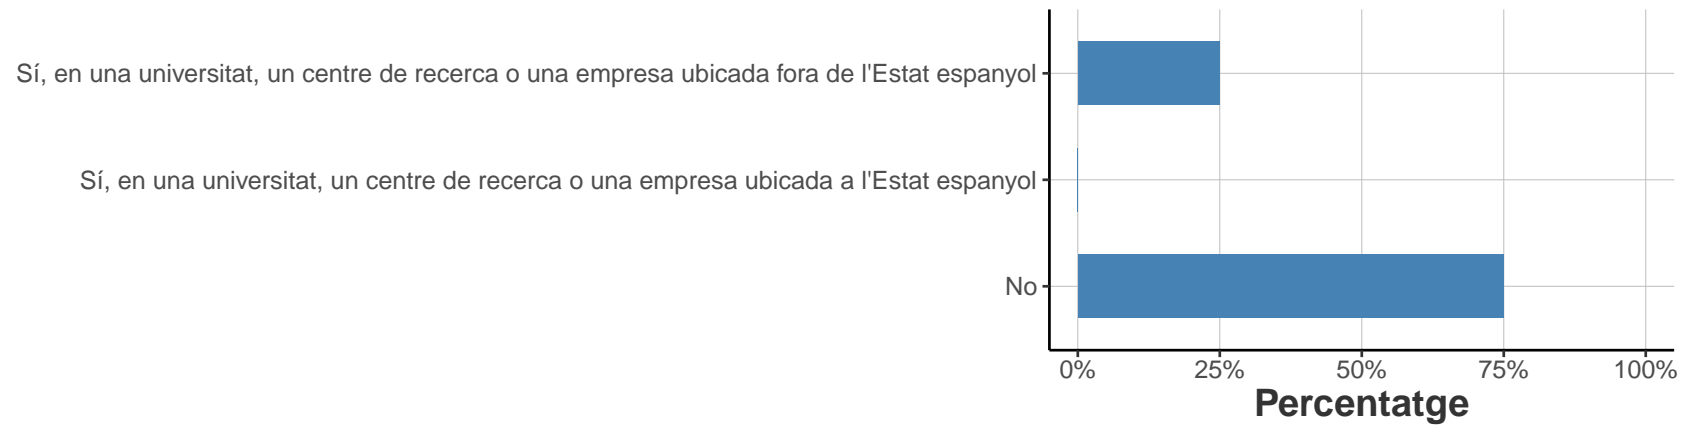 Sí, en una universitat, un centre de recerca o una empresa ubicada fora de l'Estat espanyol
Sí, en una universitat, un centre de recerca o una empresa ubicada a l'Estat espanyol
No
0% 25% 50% 75% 100%
Percentatge